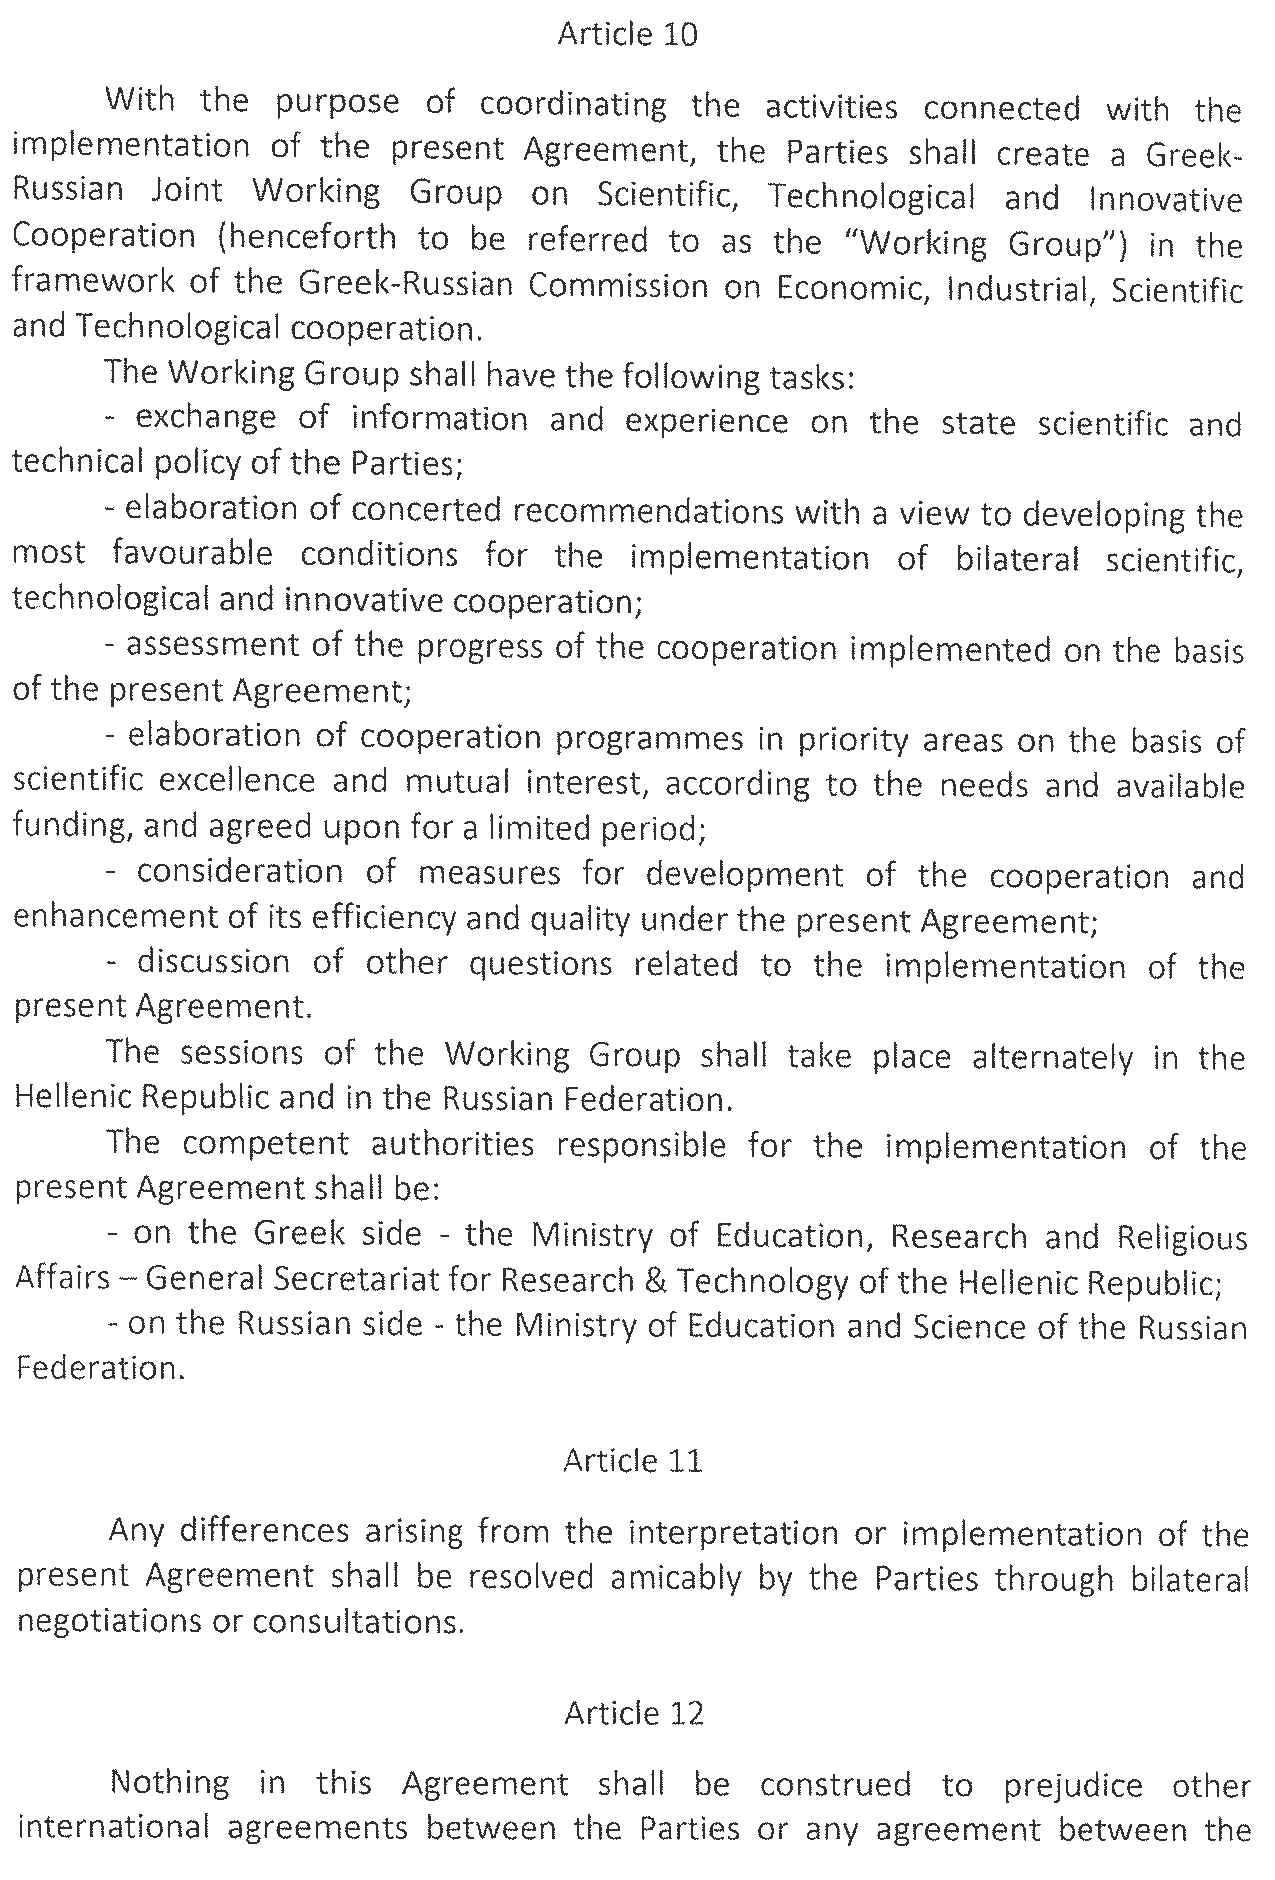 Article 10
With the purpose of coordinating the activities connected with the
implementation of the present Agreement, the Parties shall create a Greek-
Russian Joint Working Group on Scientific, Technological and Innovative
Cooperation (henceforth to be referred to as the “Working Group”) in the
framework of the Greek-Russian Commission on Economic, Industrial, Scientific
and Technological cooperation.
The Working Group shall have the following tasks:
- exchange of information and experience on the state scientific and
technical policy of the Parties;
- elaboration of concerted recommendations with a view to developing the
most favourable conditions for the implementation of bilateral scientific,
technological and innovative cooperation;
- assessment of the progress of the cooperation implemented on the basis
of the present Agreement;
- elaboration of cooperation programmes in priority areas on the basis of
scientific excellence and mutual interest, according to the needs and available
funding, and agreed upon for a limited period;
- consideration of measures for development of the cooperation and
enhancement of its efficiency and quality under the present Agreement;
- discussion of other questions related to the implementation of the
present Agreement.
The sessions of the Working Group shall take place alternately in the
Hellenic Republic and in the Russian Federation.
The competent authorities responsible for the implementation of the
present Agreement shall be:
- on the Greek side - the Ministry of Education, Research and Religious
Affairs – General Secretariat for Research & Technology of the Hellenic Republic;
- on the Russian side - the Ministry of Education and Science of the Russian
Federation.
Article 11
Any differences arising from the interpretation or implementation of the
present Agreement shall be resolved amicably by the Parties through bilateral
negotiations or consultations.
Article 12
Nothing in this Agreement shall be construed to prejudice other
international agreements between the Parties or any agreement between the